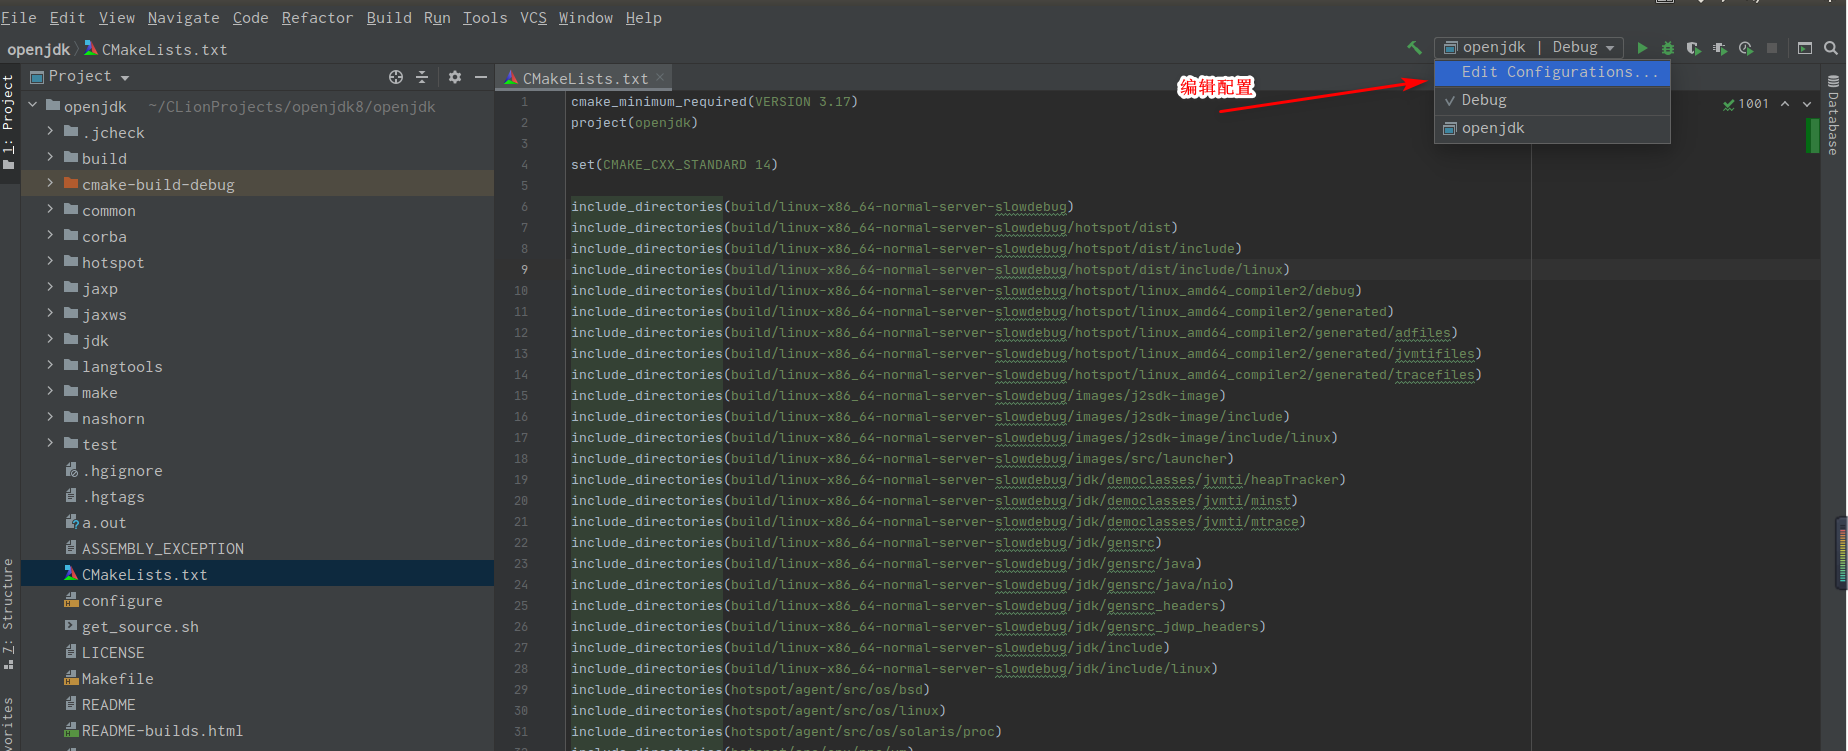 File Edit View Navigate Code Refactor Build Run Tools VCS Window Help
openjdk CMakeLists.txt
openjdk | Debug
Project
CMakeLists.txt
编辑配置
Edit Configurations...
Debug
openjdk
1001
1: Project
7: Structure
vorites
Database
openjdk ~/CLionProjects/openjdk8/openjdk
.jcheck
build
cmake-build-debug
common
corba
hotspot
jaxp
jaxws
jdk
langtools
make
nashorn
test
.hgignore
.hgtags
a.out
ASSEMBLY_EXCEPTION
CMakeLists.txt
configure
get_source.sh
LICENSE
Makefile
README
README-builds.html
1 cmake_minimum_required(VERSION 3.17)
2 project(openjdk)
3
4 set(CMAKE_CXX_STANDARD 14)
5
6 include_directories(build/linux-x86_64-normal-server-slowdebug)
7 include_directories(build/linux-x86_64-normal-server-slowdebug/hotspot/dist)
8 include_directories(build/linux-x86_64-normal-server-slowdebug/hotspot/dist/include)
9 include_directories(build/linux-x86_64-normal-server-slowdebug/hotspot/dist/include/linux)
10 include_directories(build/linux-x86_64-normal-server-slowdebug/hotspot/linux_amd64_compiler2/debug)
11 include_directories(build/linux-x86_64-normal-server-slowdebug/hotspot/linux_amd64_compiler2/generated)
12 include_directories(build/linux-x86_64-normal-server-slowdebug/hotspot/linux_amd64_compiler2/generated/adfiles)
13 include_directories(build/linux-x86_64-normal-server-slowdebug/hotspot/linux_amd64_compiler2/generated/jvmtifiles)
14 include_directories(build/linux-x86_64-normal-server-slowdebug/hotspot/linux_amd64_compiler2/generated/tracefiles)
15 include_directories(build/linux-x86_64-normal-server-slowdebug/images/j2sdk-image)
16 include_directories(build/linux-x86_64-normal-server-slowdebug/images/j2sdk-image/include)
17 include_directories(build/linux-x86_64-normal-server-slowdebug/images/j2sdk-image/include/linux)
18 include_directories(build/linux-x86_64-normal-server-slowdebug/images/src/launcher)
19 include_directories(build/linux-x86_64-normal-server-slowdebug/jdk/democlasses/jvmti/heapTracker)
20 include_directories(build/linux-x86_64-normal-server-slowdebug/jdk/democlasses/jvmti/minst)
21 include_directories(build/linux-x86_64-normal-server-slowdebug/jdk/democlasses/jvmti/mtrace)
22 include_directories(build/linux-x86_64-normal-server-slowdebug/jdk/gensrc)
23 include_directories(build/linux-x86_64-normal-server-slowdebug/jdk/gensrc/java)
24 include_directories(build/linux-x86_64-normal-server-slowdebug/jdk/gensrc/java/nio)
25 include_directories(build/linux-x86_64-normal-server-slowdebug/jdk/gensrc_headers)
26 include_directories(build/linux-x86_64-normal-server-slowdebug/jdk/gensrc_jdwp_headers)
27 include_directories(build/linux-x86_64-normal-server-slowdebug/jdk/include)
28 include_directories(build/linux-x86_64-normal-server-slowdebug/jdk/include/linux)
29 include_directories(hotspot/agent/src/os/bsd)
30 include_directories(hotspot/agent/src/os/linux)
31 include_directories(hotspot/agent/src/os/solaris/proc)